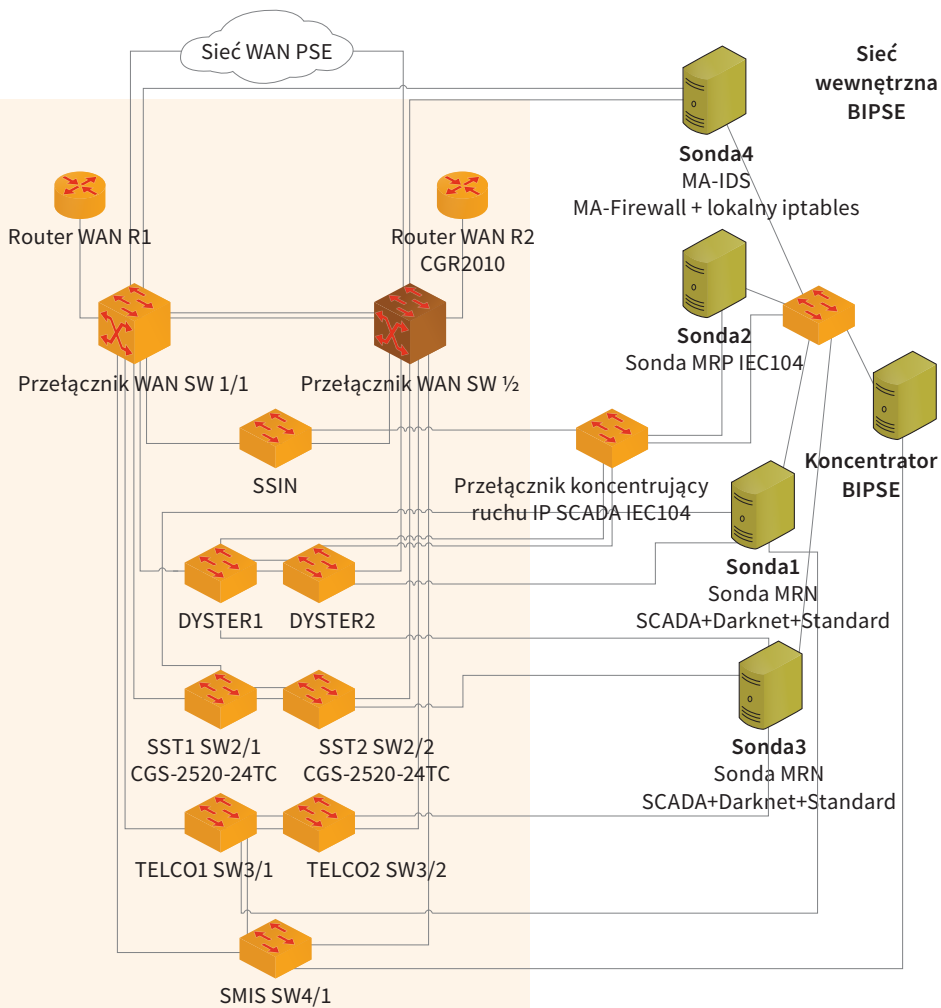 Sieć WAN PSE
Sieć
wewnętrzna
BIPSE
Sonda4
MA-IDS
MA-Firewall + lokalny iptables
Router WAN R1
Router WAN R2
CGR2010
Sonda2
Sonda MRP IEC104
Przełącznik WAN SW 1/1
Przełącznik WAN SW ½
Koncentrator
BIPSE
SSIN
Przełącznik koncentrujący
ruchu IP SCADA IEC104
Sonda1
Sonda MRN
SCADA+Darknet+Standard
DYSTER1
DYSTER2
SST1 SW2/1
CGS-2520-24TC
SST2 SW2/2
CGS-2520-24TC
Sonda3
Sonda MRN
SCADA+Darknet+Standard
TELCO1 SW3/1
TELCO2 SW3/2
SMIS SW4/1